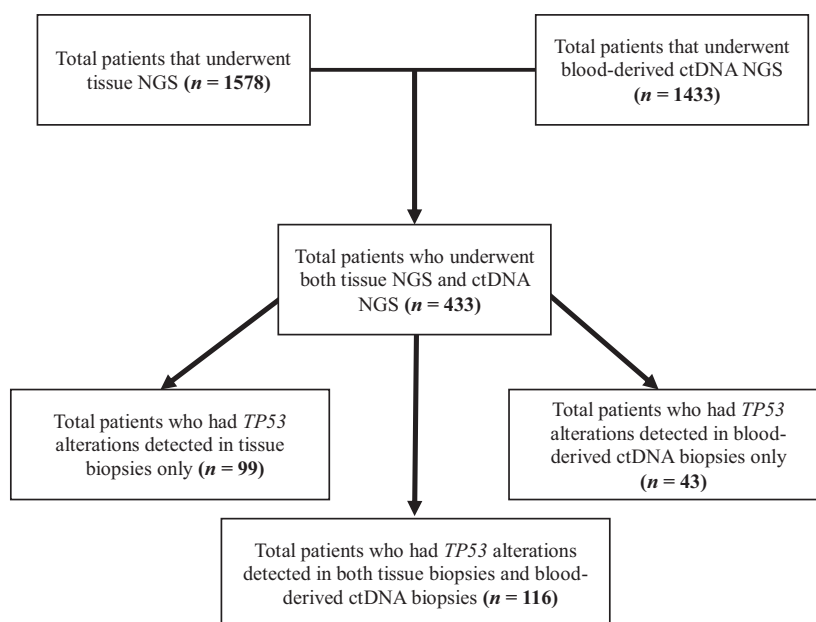 Total patients that underwent
tissue NGS (n = 1578)
Total patients that underwent
blood-derived ctDNA NGS
(n = 1433)
Total patients who underwent
both tissue NGS and ctDNA
NGS (n = 433)
Total patients who had TP53
alterations detected in tissue
biopsies only (n = 99)
Total patients who had TP53
alterations detected in blood-
derived ctDNA biopsies only
(n = 43)
Total patients who had TP53 alterations
detected in both tissue biopsies and blood-
derived ctDNA biopsies (n = 116)